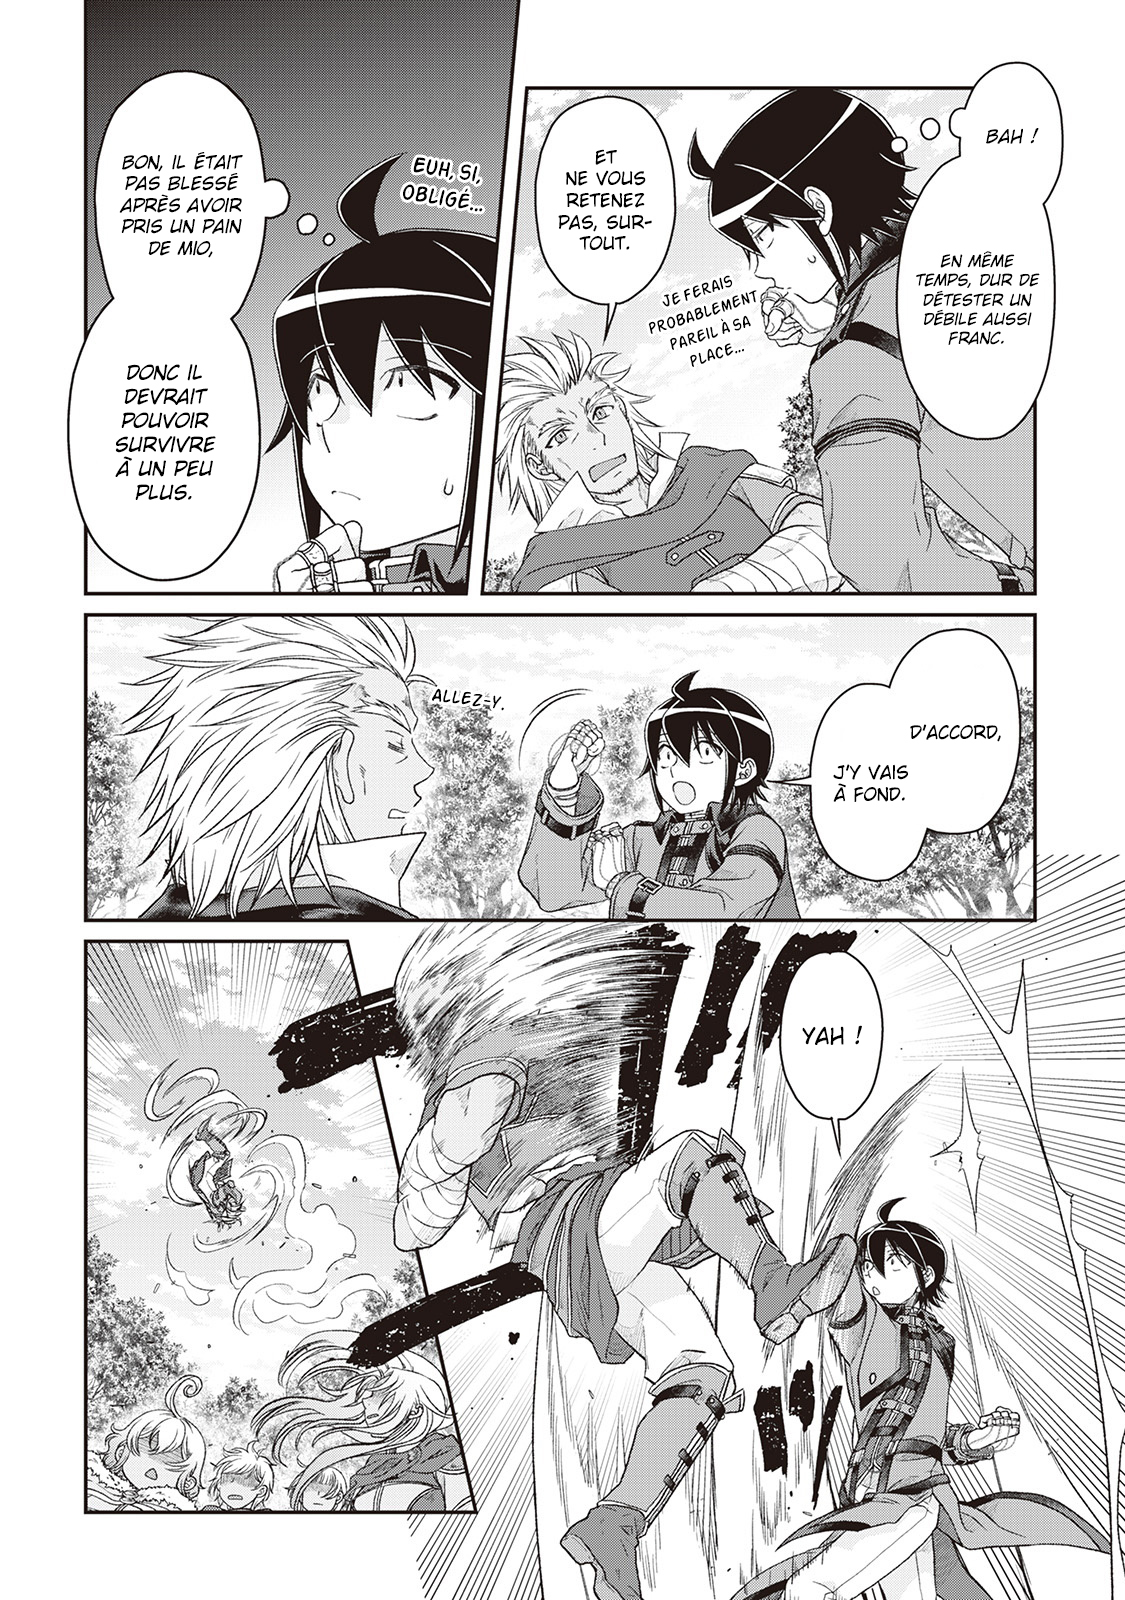 BAH !
EN MÊME
TEMPS, DUR DE
DÉTESTER UN
DÉBILE AUSSI
FRANC.
ET
NE VOUS
RETENEZ
PAS, SUR-
TOUT.
JE FERAIS
PROBABLEMENT
PAREIL À SA
PLACE...
EUH, SI,
OBLIGÉ...
BON, IL ÉTAIT
PAS BLESSÉ
APRÈS AVOIR
PRIS UN PAIN
DE MIO,
DONC IL
DEVRAIT
POUVOIR
SURVIVRE
À UN PEU
PLUS.
D'ACCORD,
J'Y VAIS
À FOND.
ALLEZ-Y.
YAH !